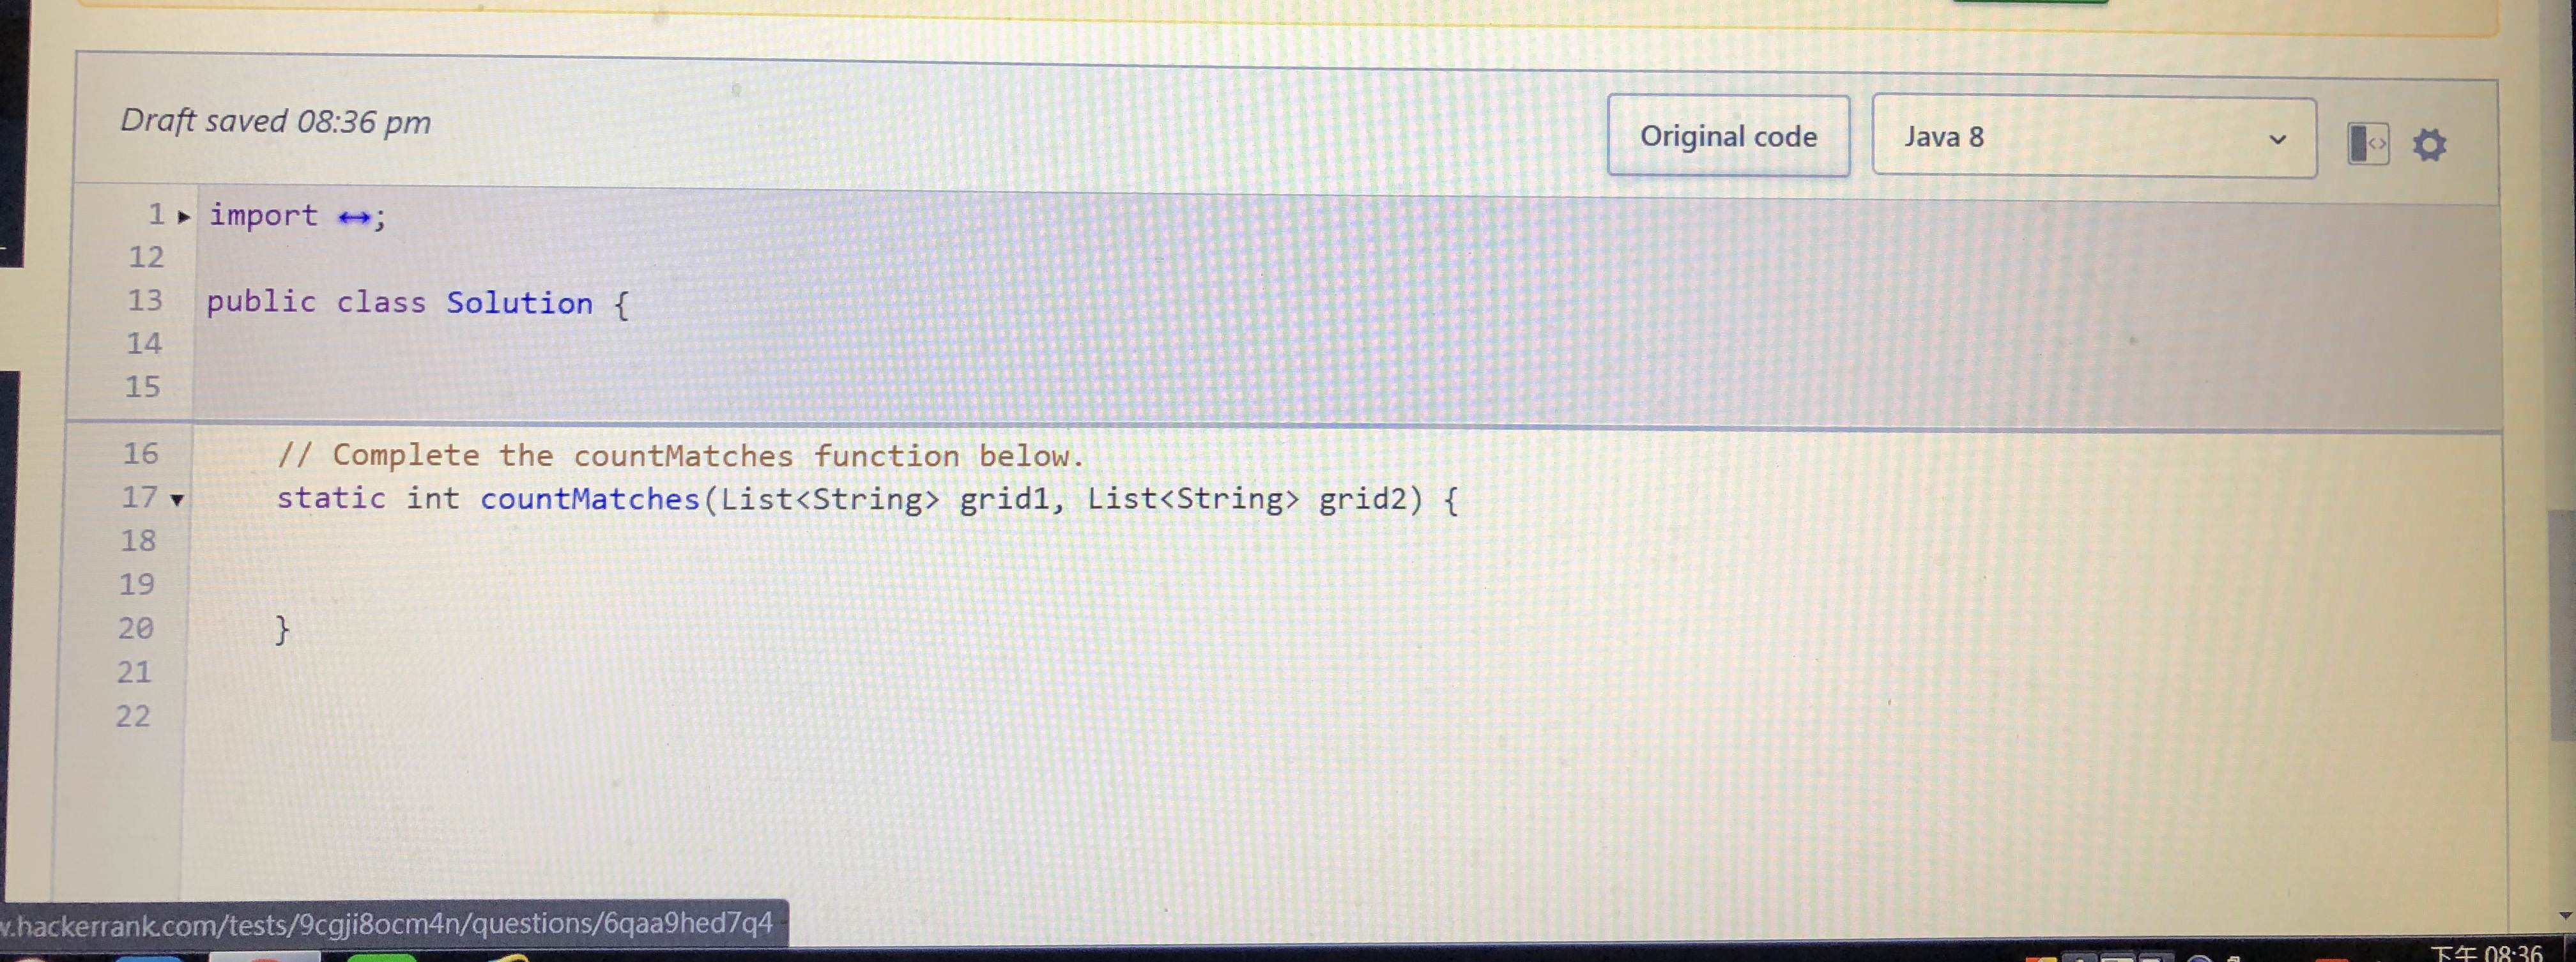 Draft saved 08:36 pm
Original code
Java 8
1 import ↔;
12
13 public class Solution {
14
15
16 // Complete the countMatches function below.
17 static int countMatches(List<String> grid1, List<String> grid2) {
18
19
20 }
21
22
.hackerrank.com/tests/9cgji8ocm4n/questions/6qaa9hed7q4
下午 08:36